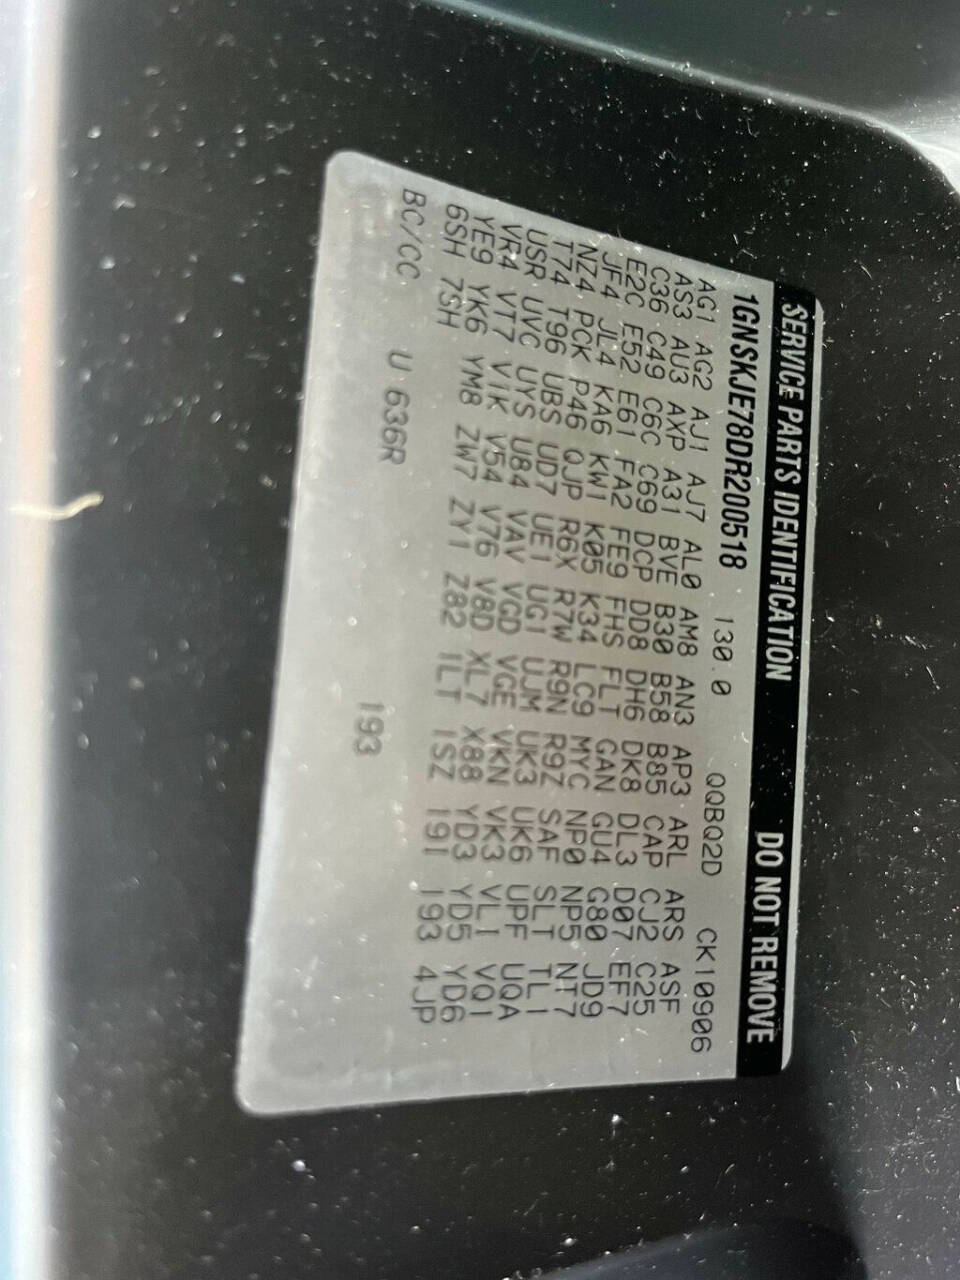 SERVICE PARTS IDENTIFICATION DO NOT REMOVE
1GNSKJE78DR200518 130.0 QQBQ2D CK10906
AG1 AG2 AJ1 AJ7 AL0 AM8 AN3 AP3 ARL ARS ASF
AS3 AU3 AXP A31 BVE B30 B58 B85 CAP CJ2 C25
C36 C49 C6C C69 DCP DD8 DH6 DK8 DL3 D07 EF7
E2C E52 E61 FA2 FE9 FHS FLT GAN GU4 G80 JD9
JF4 JL4 KA6 KW1 K05 K34 LC9 MYC NP0 NP5 NT7
NZ4 PCK P46 QJP R6X R7W R9N R9Z SAF SLT TL1
T74 T96 UBS UD7 UE1 UG1 UJM UK3 UK6 UPF UQA
USR UVC UYS U84 VAV VGD VGE VKN VK3 VL1 VQ1
VR4 VT7 V1K V54 V76 V8D XL7 X88 YD3 YD5 YD6
YE9 YK6 YM8 ZW7 ZY1 Z82 1LT 1SZ 19I 193 4JP
6SH 7SH
BC/CC U 636R 193